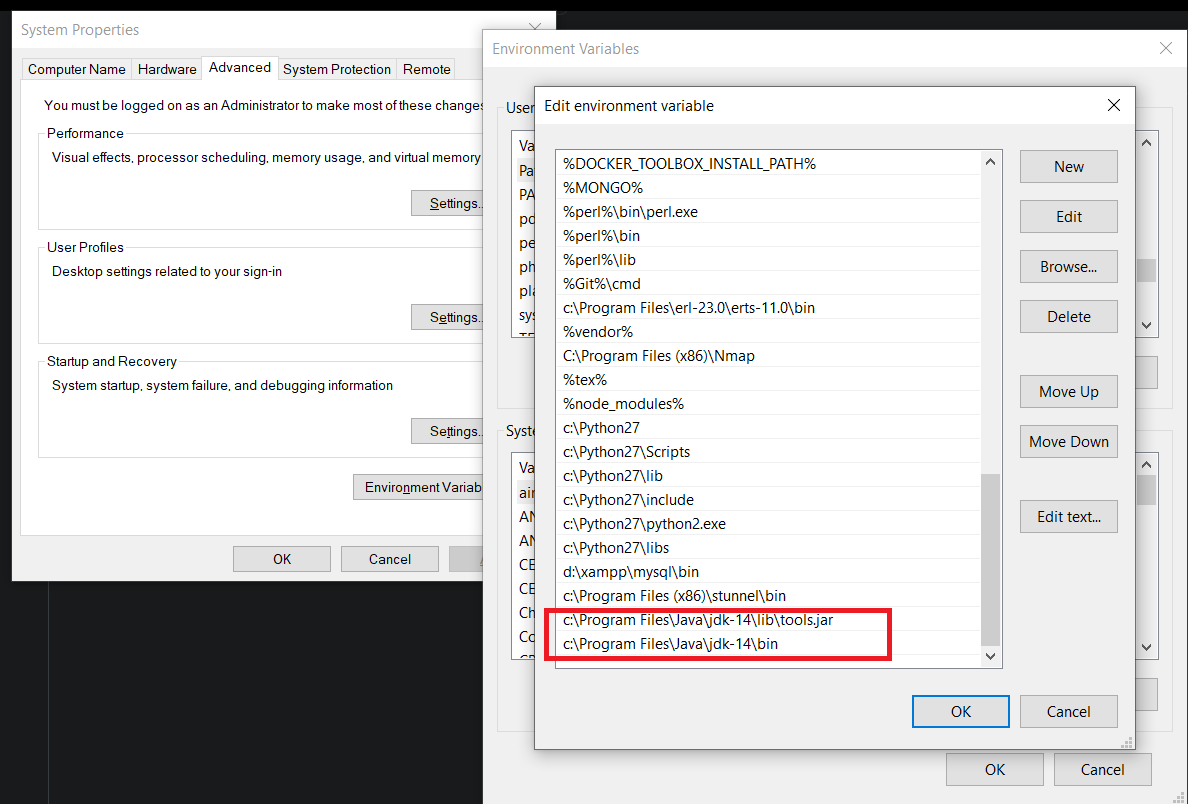 System Properties
Computer Name
Hardware
Advanced
System Protection
Remote
You must be logged on as an Administrator to make most of these changes
Performance
Visual effects, processor scheduling, memory usage, and virtual memory
Settings..
User Profiles
Desktop settings related to your sign-in
Settings..
Startup and Recovery
System startup, system failure, and debugging information
Settings..
Environment Variab
OK
Cancel
Environment Variables
User
Va
Pa
PA
pe
ph
pla
sys
Syste
Va
air
AN
AN
CE
CE
Ch
Co
OK
Cancel
Edit environment variable
%DOCKER_TOOLBOX_INSTALL_PATH%
%MONGO%
%perl%\bin\perl.exe
%perl%\bin
%perl%\lib
%Git%\cmd
c:\Program Files\erl-23.0\erts-11.0\bin
%vendor%
C:\Program Files (x86)\Nmap
%tex%
%node_modules%
c:\Python27
c:\Python27\Scripts
c:\Python27\lib
c:\Python27\include
c:\Python27\python2.exe
c:\Python27\libs
d:\xampp\mysql\bin
c:\Program Files (x86)\stunnel\bin
c:\Program Files\Java\jdk-14\lib\tools.jar
c:\Program Files\Java\jdk-14\bin
New
Edit
Browse...
Delete
Move Up
Move Down
Edit text...
OK
Cancel